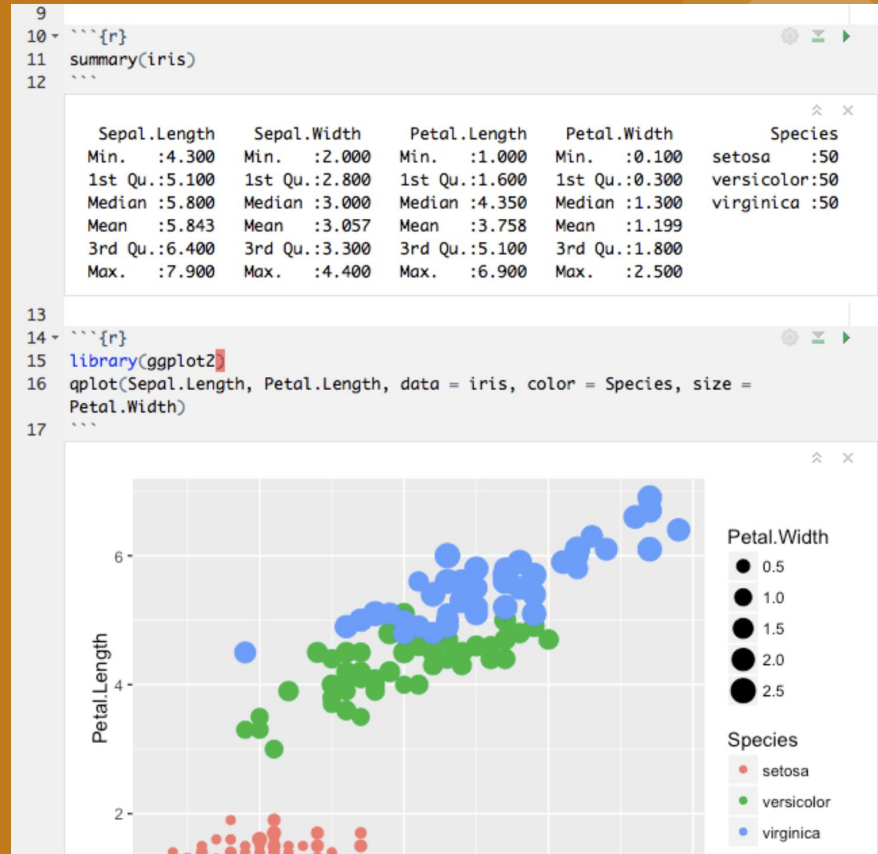 9
10 ```{r}
11 summary(iris)
12 ```
Sepal.Length Sepal.Width Petal.Length Petal.Width Species
Min. :4.300 Min. :2.000 Min. :1.000 Min. :0.100 setosa :50
1st Qu.:5.100 1st Qu.:2.800 1st Qu.:1.600 1st Qu.:0.300 versicolor:50
Median :5.800 Median :3.000 Median :4.350 Median :1.300 virginica :50
Mean :5.843 Mean :3.057 Mean :3.758 Mean :1.199
3rd Qu.:6.400 3rd Qu.:3.300 3rd Qu.:5.100 3rd Qu.:1.800
Max. :7.900 Max. :4.400 Max. :6.900 Max. :2.500
13
14 ```{r}
15 library(ggplot2)
16 qplot(Sepal.Length, Petal.Length, data = iris, color = Species, size =
Petal.Width)
17 ```
Petal.Length
6
4
2
Petal.Width
0.5
1.0
1.5
2.0
2.5
Species
setosa
versicolor
virginica